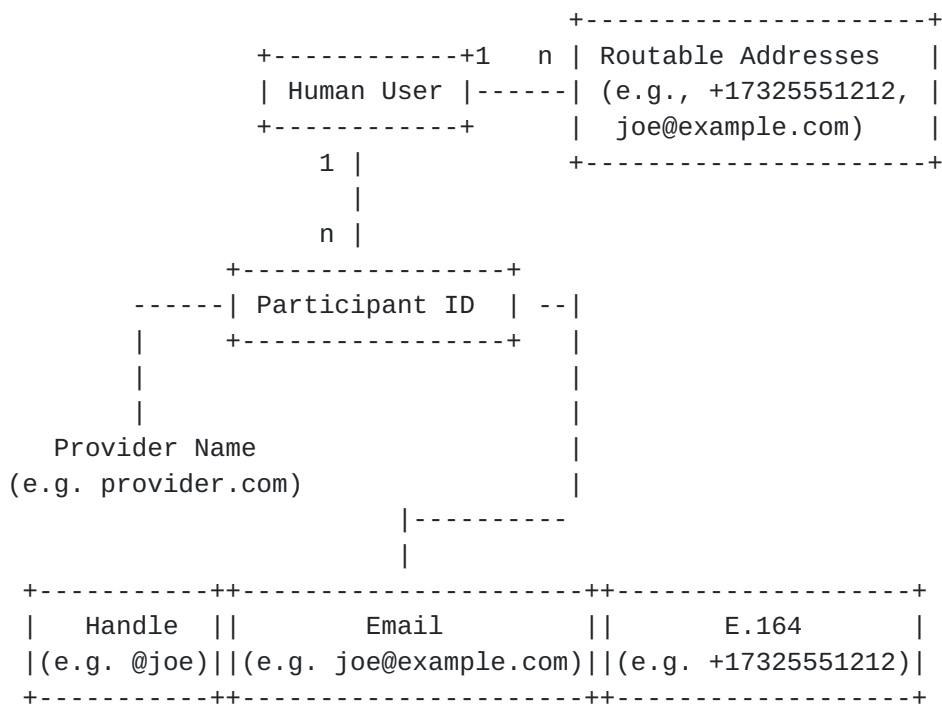 1 n Routable Addresses
Human User (e.g., +17325551212,
joe@example.com)
1
n
Participant ID
Provider Name
(e.g. provider.com)
Handle Email E.164
(e.g. @joe) (e.g. joe@example.com) (e.g. +17325551212)